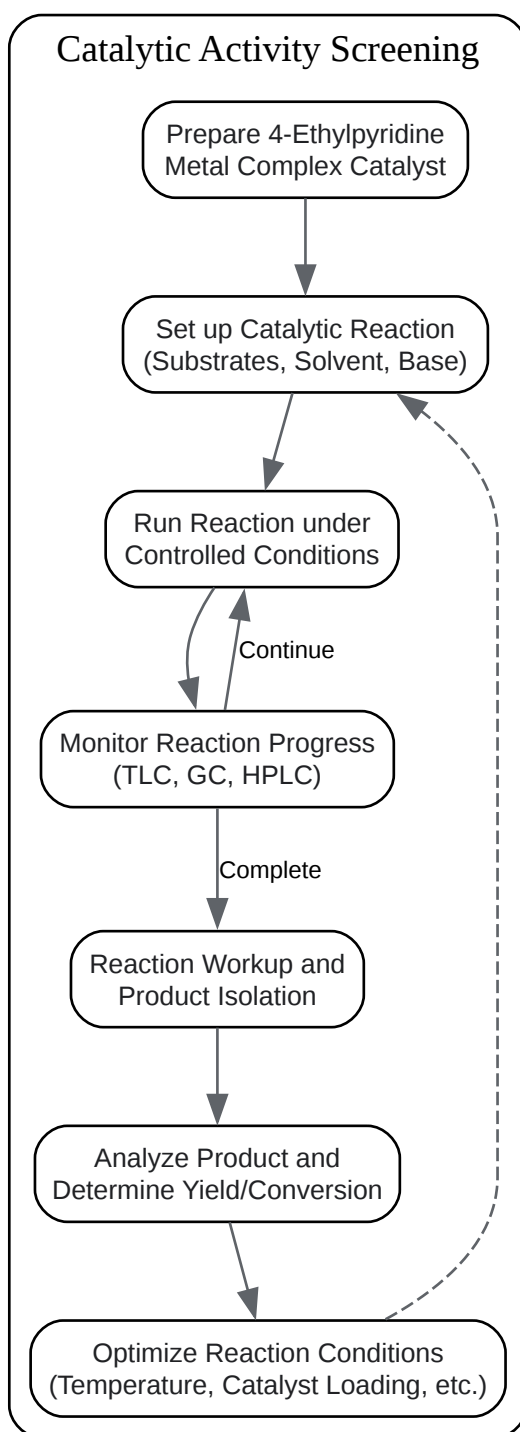 Catalytic Activity Screening
Prepare 4-Ethylpyridine
Metal Complex Catalyst
Set up Catalytic Reaction
(Substrates, Solvent, Base)
Run Reaction under
Controlled Conditions
Continue
Monitor Reaction Progress
(TLC, GC, HPLC)
Complete
Reaction Workup and
Product Isolation
Analyze Product and
Determine Yield/Conversion
Optimize Reaction Conditions
(Temperature, Catalyst Loading, etc.)